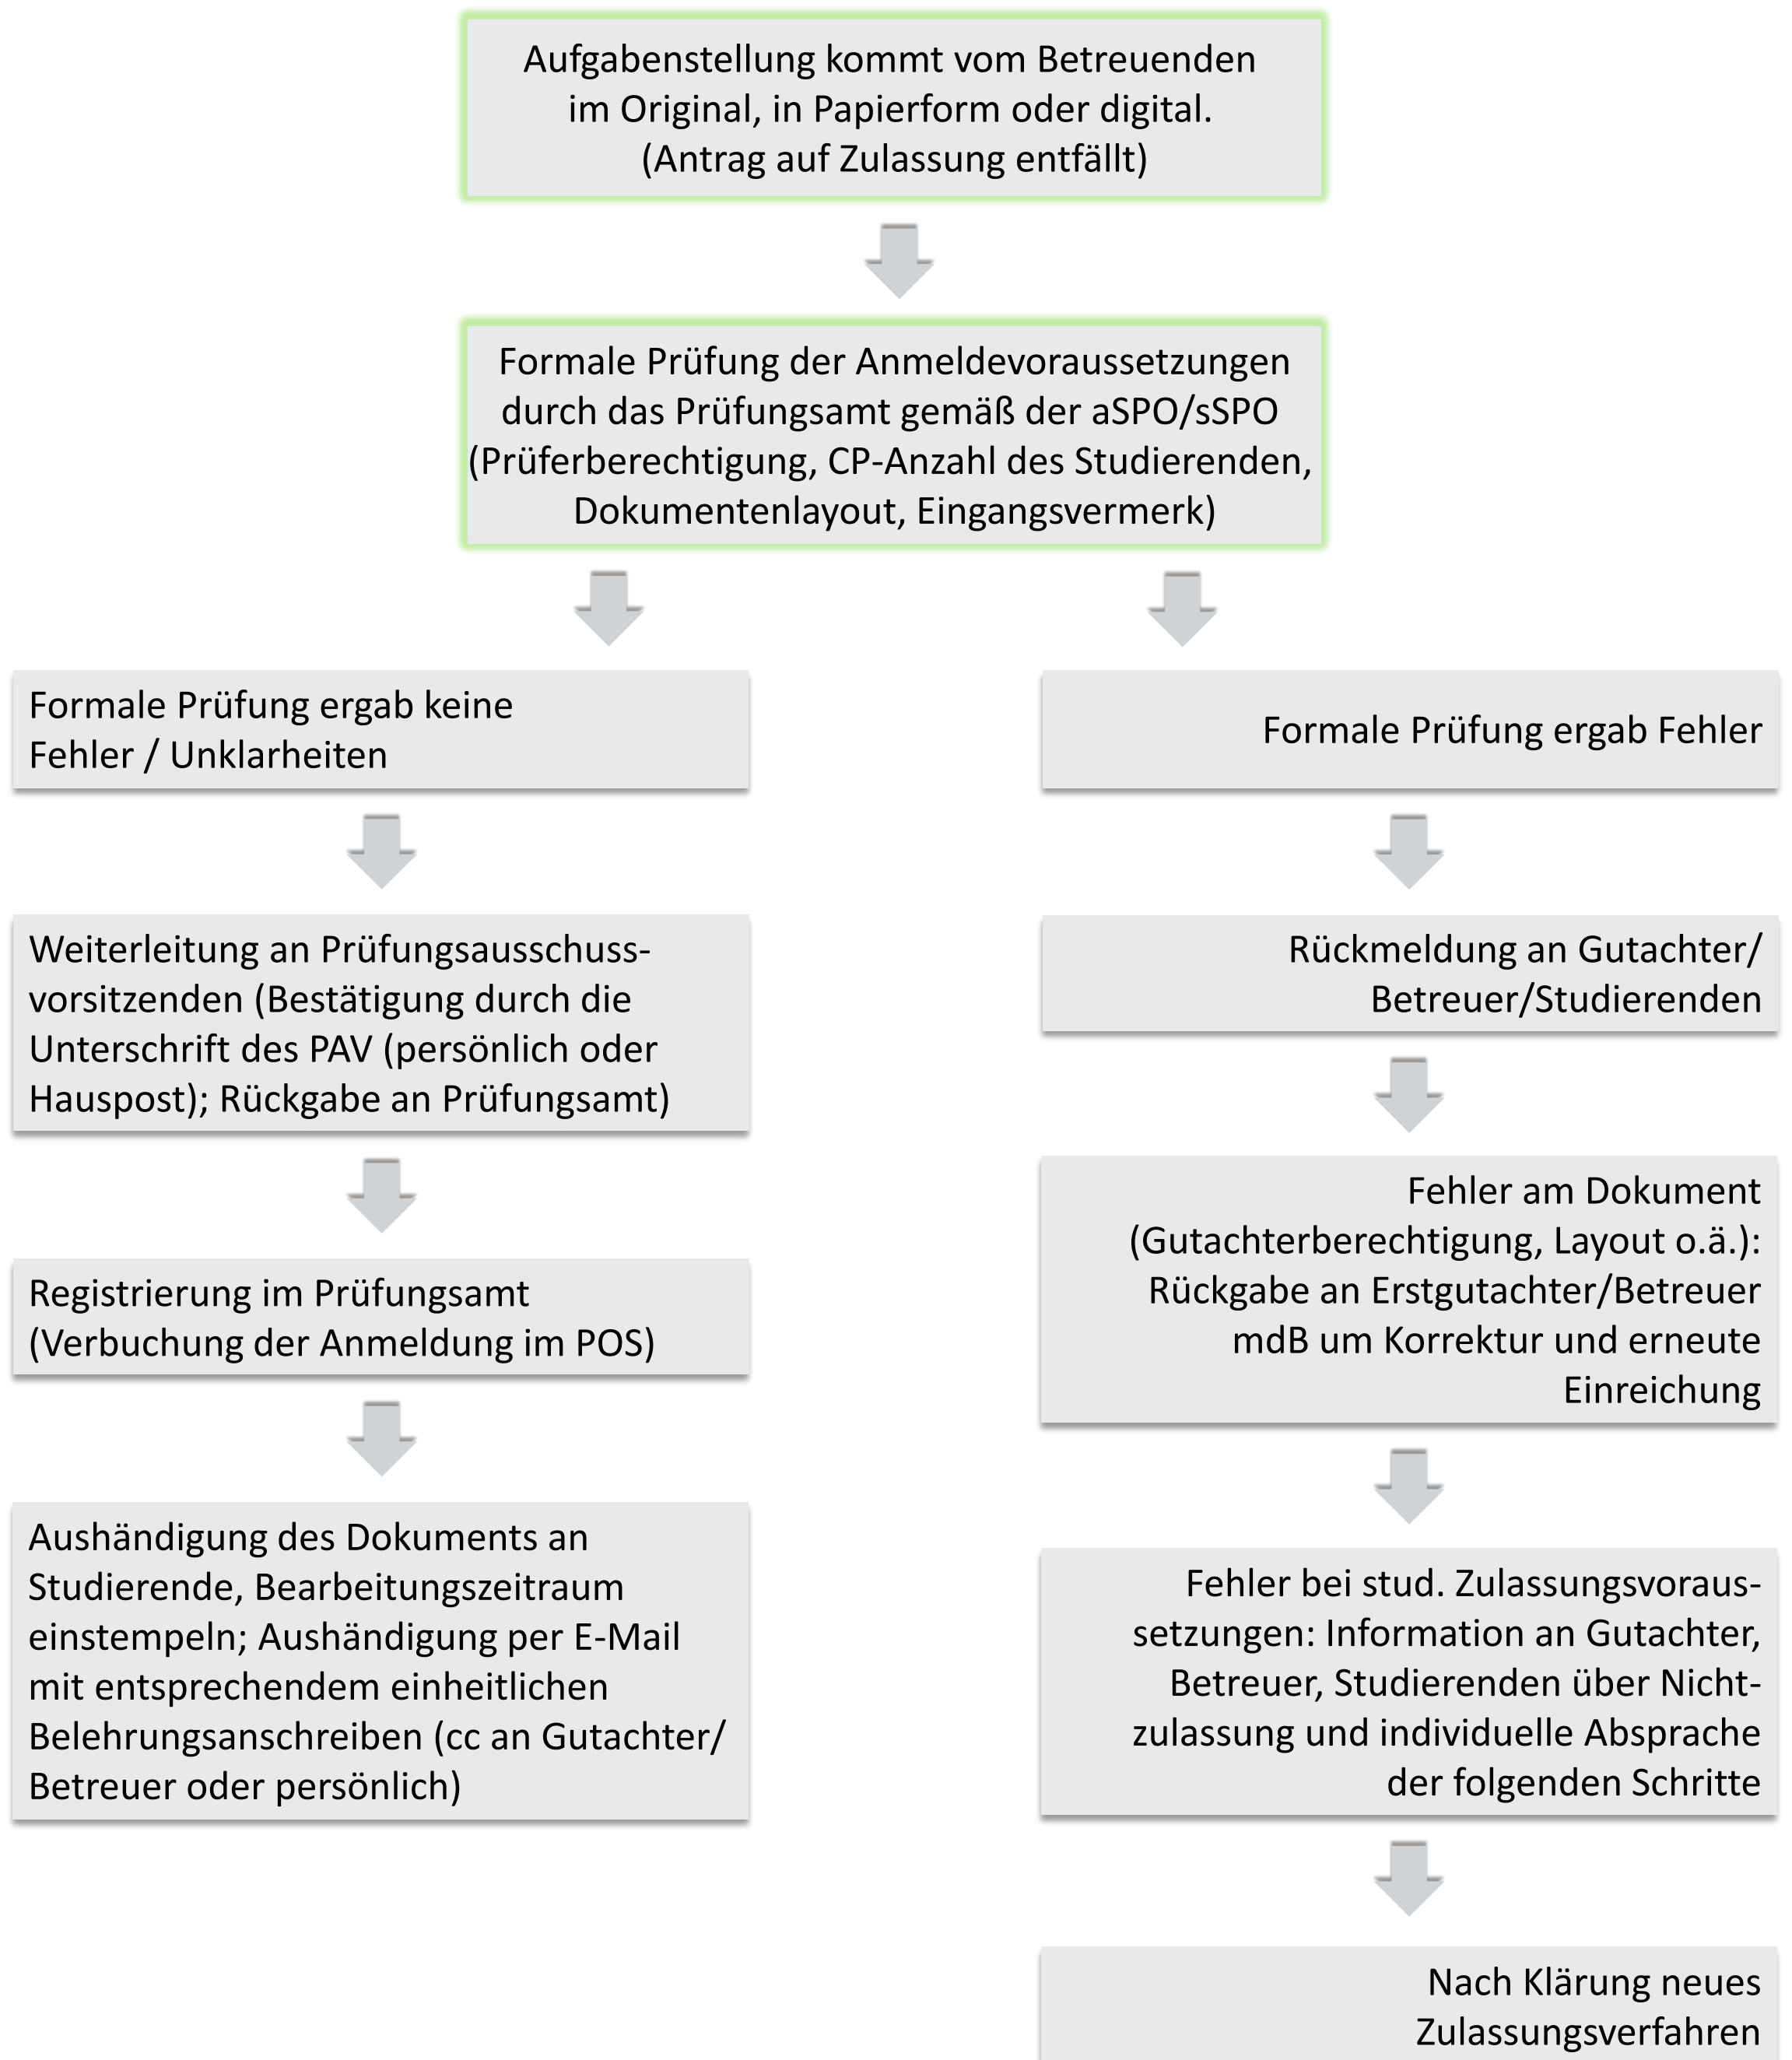 Aufgabenstellung kommt vom Betreuenden
im Original, in Papierform oder digital.
(Antrag auf Zulassung entfällt)
Formale Prüfung der Anmeldevoraussetzungen
durch das Prüfungsamt gemäß der aSPO/sSPO
(Prüferberechtigung, CP-Anzahl des Studierenden,
Dokumentenlayout, Eingangsvermerk)
Formale Prüfung ergab keine
Fehler / Unklarheiten
Weiterleitung an Prüfungsausschuss-
vorsitzenden (Bestätigung durch die
Unterschrift des PAV (persönlich oder
Hauspost); Rückgabe an Prüfungsamt)
Registrierung im Prüfungsamt
(Verbuchung der Anmeldung im POS)
Aushändigung des Dokuments an
Studierende, Bearbeitungszeitraum
einstempeln; Aushändigung per E-Mail
mit entsprechendem einheitlichen
Belehrungsanschreiben (cc an Gutachter/
Betreuer oder persönlich)
Formale Prüfung ergab Fehler
Rückmeldung an Gutachter/
Betreuer/Studierenden
Fehler am Dokument
(Gutachterberechtigung, Layout o.ä.):
Rückgabe an Erstgutachter/Betreuer
mdB um Korrektur und erneute
Einreichung
Fehler bei stud. Zulassungsvoraus-
setzungen: Information an Gutachter,
Betreuer, Studierenden über Nicht-
zulassung und individuelle Absprache
der folgenden Schritte
Nach Klärung neues
Zulassungsverfahren